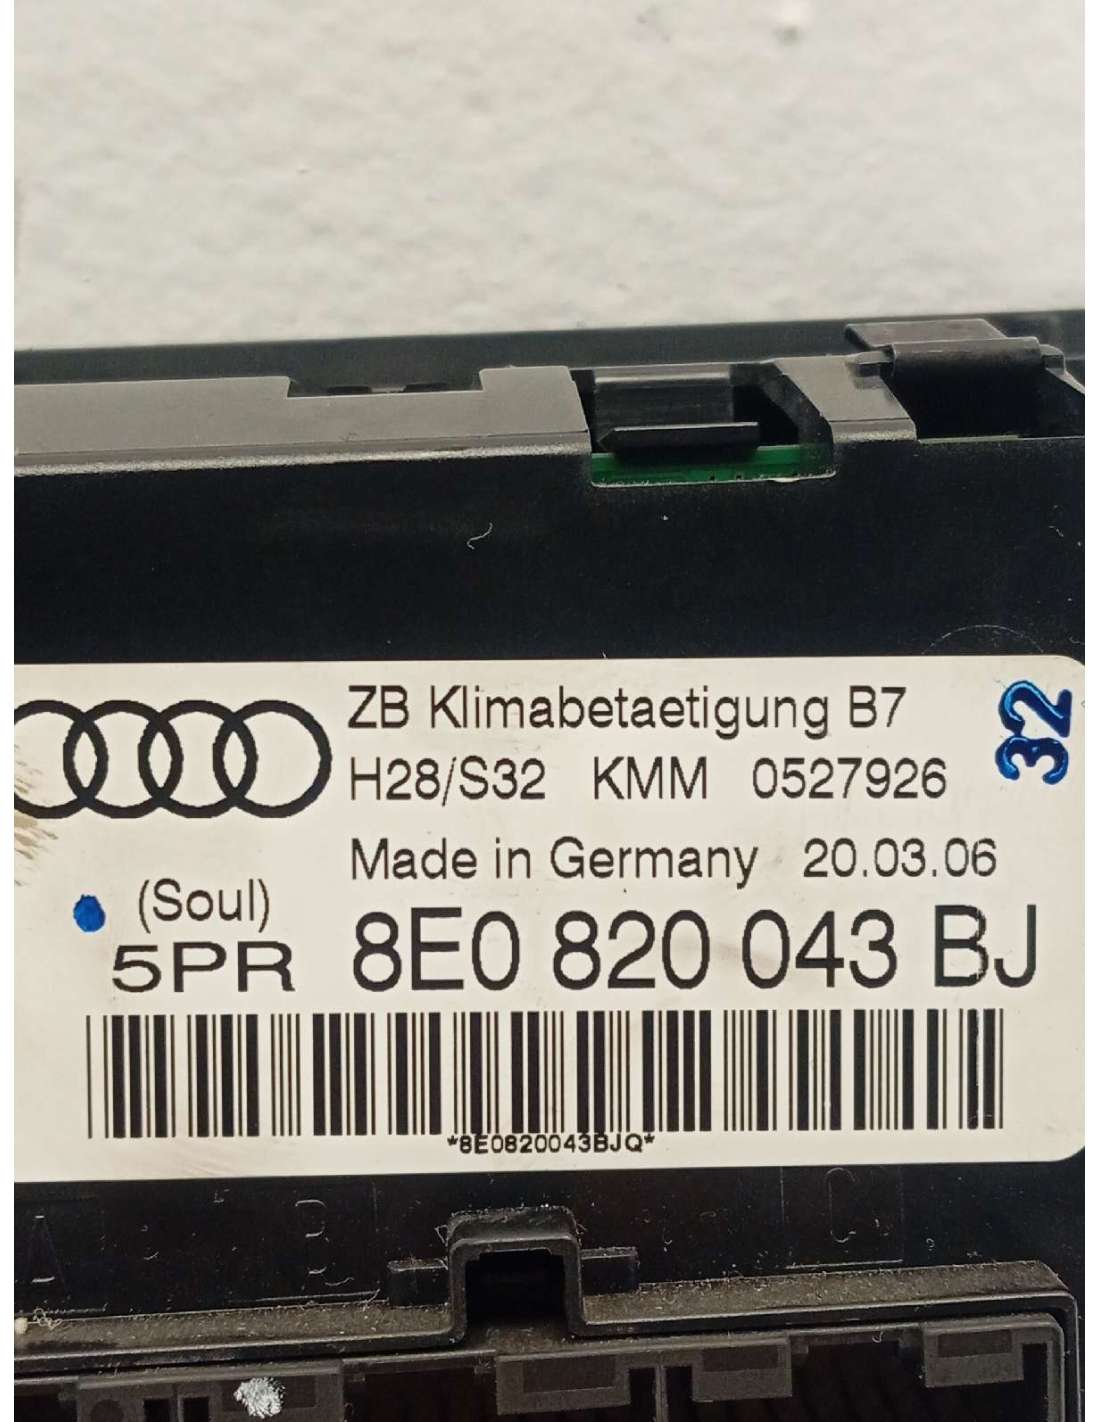 ZB Klimabetaetigung B7
32
H28/S32 KMM 0527926
Made in Germany 20.03.06
(Soul)
5PR 8E0 820 043 BJ
*8E0820043BJQ*
A B C